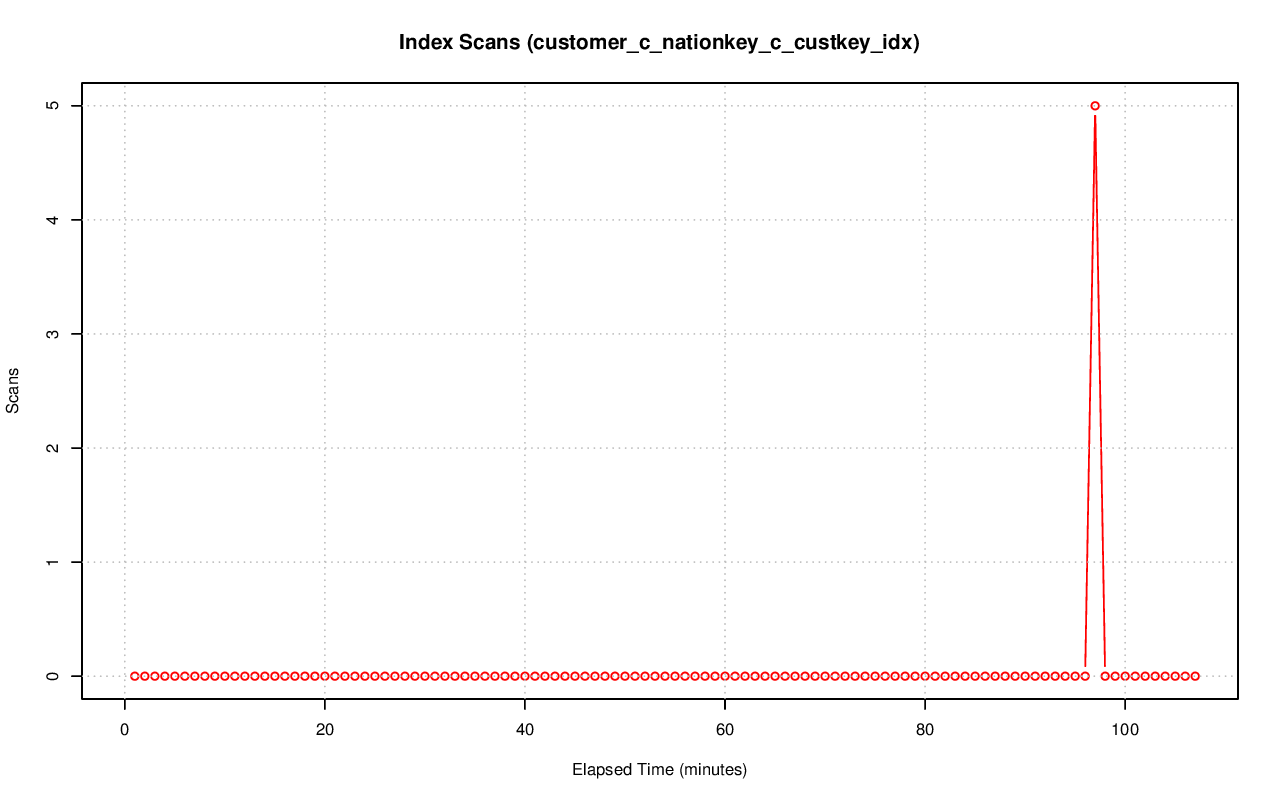 Index Scans (customer_c_nationkey_c_custkey_idx)
5
4
3
2
1
0
Scans
0 20 40 60 80 100
Elapsed Time (minutes)